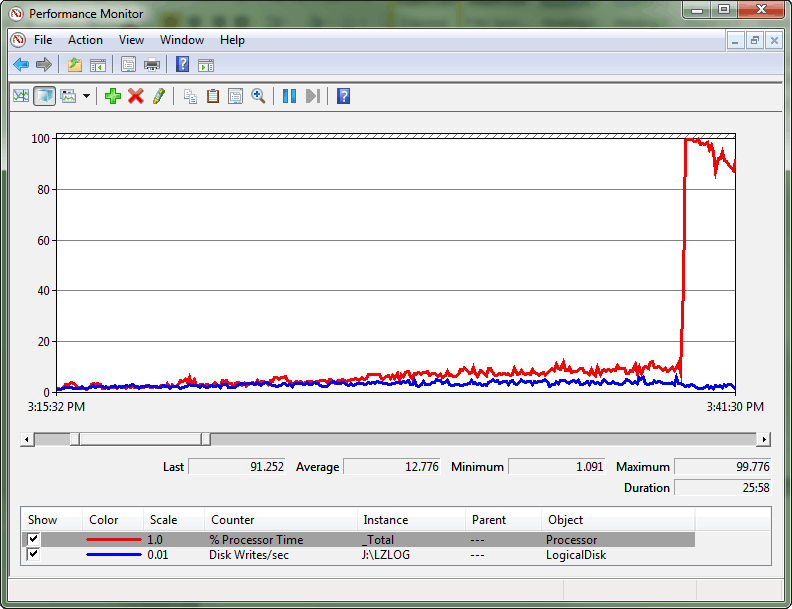 Performance Monitor
File Action View Window Help
100
80
60
40
20
0
3:15:32 PM 3:41:30 PM
Last 91.252 Average 12.776 Minimum 1.091 Maximum 99.776
Duration 25:58
Show Color Scale Counter Instance Parent Object
1.0 % Processor Time _Total --- Processor
0.01 Disk Writes/sec J:\LZLOG --- LogicalDisk